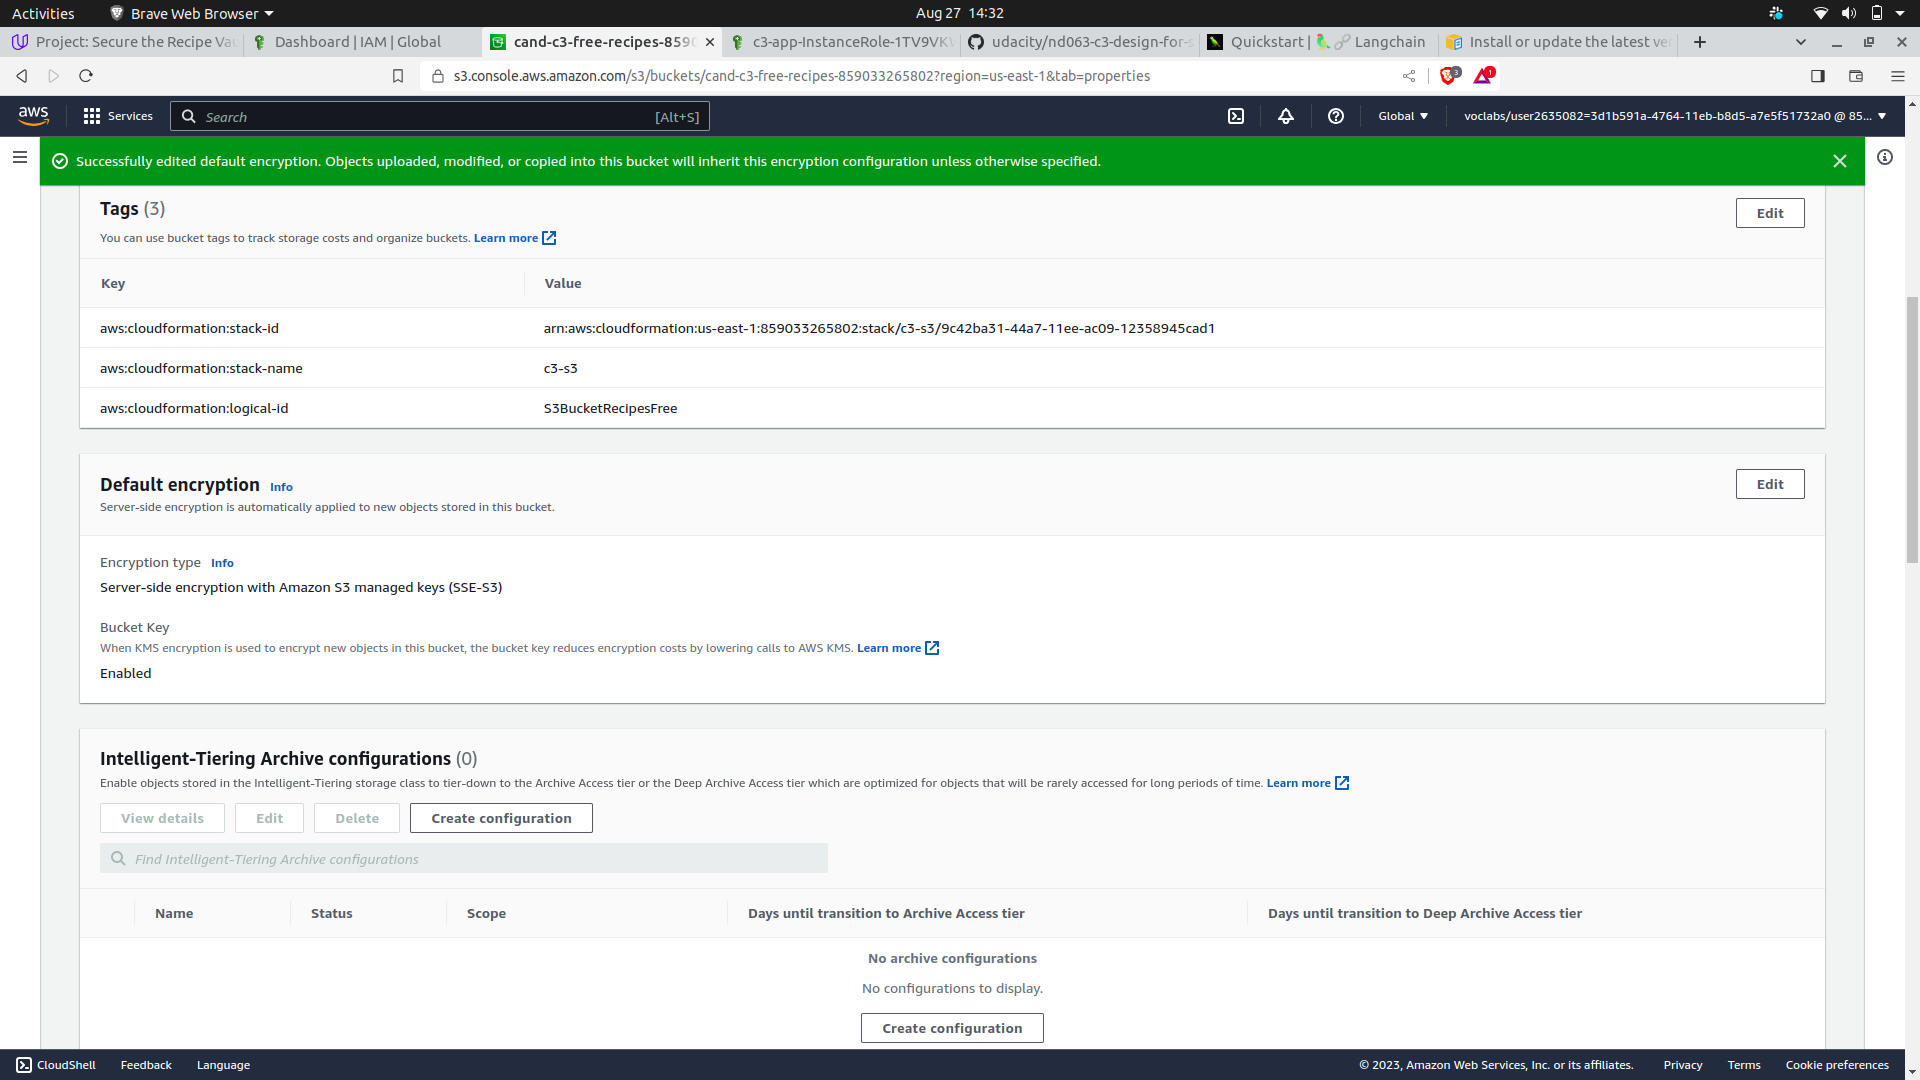 Activities
Brave Web Browser
Aug 27 14:32
Project: Secure the Recipe Vau
Dashboard | IAM | Global
cand-c3-free-recipes-8590
c3-app-InstanceRole-1TV9VKV
udacity/nd063-c3-design-for-s
Quickstart | Langchain
Install or update the latest ver
s3.console.aws.amazon.com/s3/buckets/cand-c3-free-recipes-859033265802?region=us-east-1&tab=properties
3
1
aws
Services
Search
[Alt+S]
Global
voclabs/user2635082=3d1b591a-4764-11eb-b8d5-a7e5f51732a0 @ 85...
Successfully edited default encryption. Objects uploaded, modified, or copied into this bucket will inherit this encryption configuration unless otherwise specified.
Tags (3)
Edit
You can use bucket tags to track storage costs and organize buckets. Learn more
Key
Value
aws:cloudformation:stack-id
arn:aws:cloudformation:us-east-1:859033265802:stack/c3-s3/9c42ba31-44a7-11ee-ac09-12358945cad1
aws:cloudformation:stack-name
c3-s3
aws:cloudformation:logical-id
S3BucketRecipesFree
Default encryption Info
Edit
Server-side encryption is automatically applied to new objects stored in this bucket.
Encryption type Info
Server-side encryption with Amazon S3 managed keys (SSE-S3)
Bucket Key
When KMS encryption is used to encrypt new objects in this bucket, the bucket key reduces encryption costs by lowering calls to AWS KMS. Learn more
Enabled
Intelligent-Tiering Archive configurations (0)
Enable objects stored in the Intelligent-Tiering storage class to tier-down to the Archive Access tier or the Deep Archive Access tier which are optimized for objects that will be rarely accessed for long periods of time. Learn more
View details
Edit
Delete
Create configuration
Find Intelligent-Tiering Archive configurations
Name
Status
Scope
Days until transition to Archive Access tier
Days until transition to Deep Archive Access tier
No archive configurations
No configurations to display.
Create configuration
CloudShell
Feedback
Language
© 2023, Amazon Web Services, Inc. or its affiliates.
Privacy
Terms
Cookie preferences